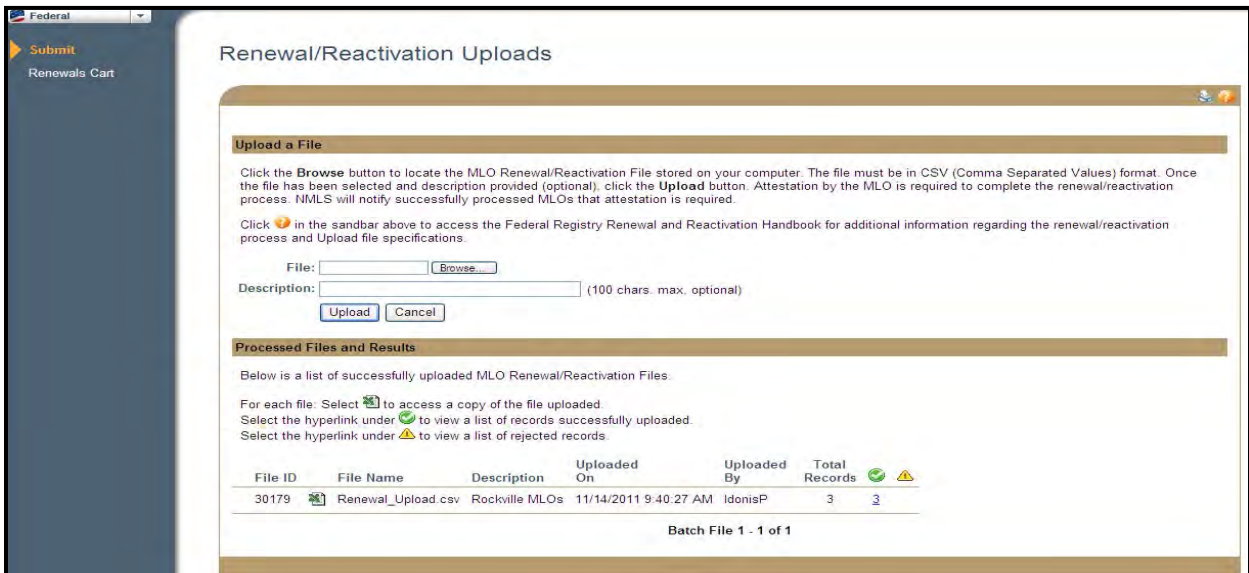 Federal
Submit
Renewals Cart
Renewal/Reactivation Uploads
Upload a File
Click the Browse button to locate the MLO Renewal/Reactivation File stored on your computer. The file must be in CSV (Comma Separated Values) format. Once
the file has been selected and description provided (optional), click the Upload button. Attestation by the MLO is required to complete the renewal/reactivation
process. NMLS will notify successfully processed MLOs that attestation is required.
Click ? in the sandbar above to access the Federal Registry Renewal and Reactivation Handbook for additional information regarding the renewal/reactivation
process and Upload file specifications.
File: Browse...
Description: (100 chars. max, optional)
Upload Cancel
Processed Files and Results
Below is a list of successfully uploaded MLO Renewal/Reactivation Files.
For each file: Select to access a copy of the file uploaded.
Select the hyperlink under to view a list of records successfully uploaded.
Select the hyperlink under to view a list of rejected records.
File ID File Name Description Uploaded On Uploaded By Total Records
30179 Renewal_Upload.csv Rockville MLOs 11/14/2011 9:40:27 AM IdonisP 3 3
Batch File 1 - 1 of 1